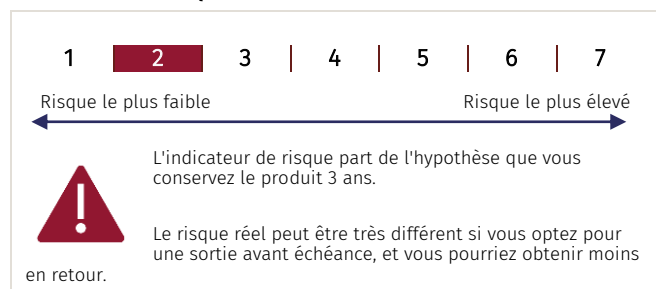 1 2 3 4 5 6 7
Risque le plus faible Risque le plus élevé
L'indicateur de risque part de l'hypothèse que vous
conservez le produit 3 ans.
Le risque réel peut être très différent si vous optez pour
une sortie avant échéance, et vous pourriez obtenir moins
en retour.